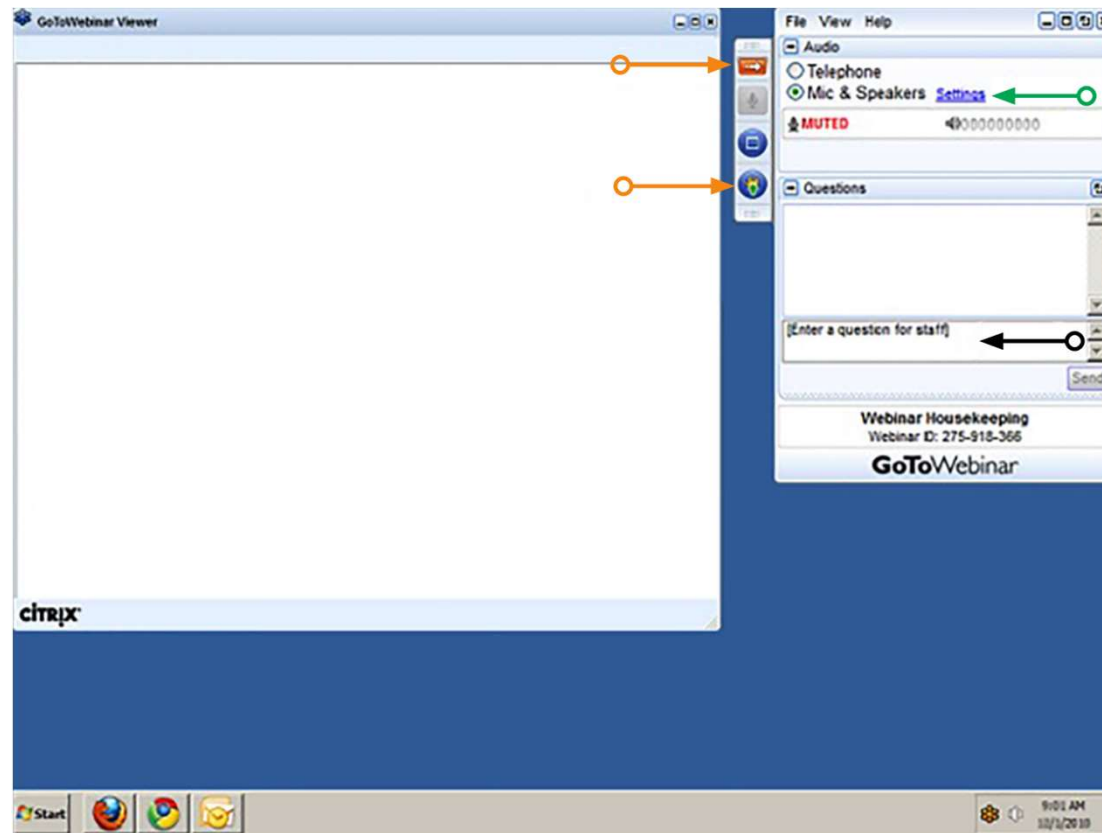 GoToWebinar Viewer
File View Help
Audio
Telephone
Mic & Speakers Settings
MUTED
Questions
[Enter a question for staff]
Send
Webinar Housekeeping
Webinar ID: 275-918-366
GoToWebinar
citrix
Start
9:01 AM